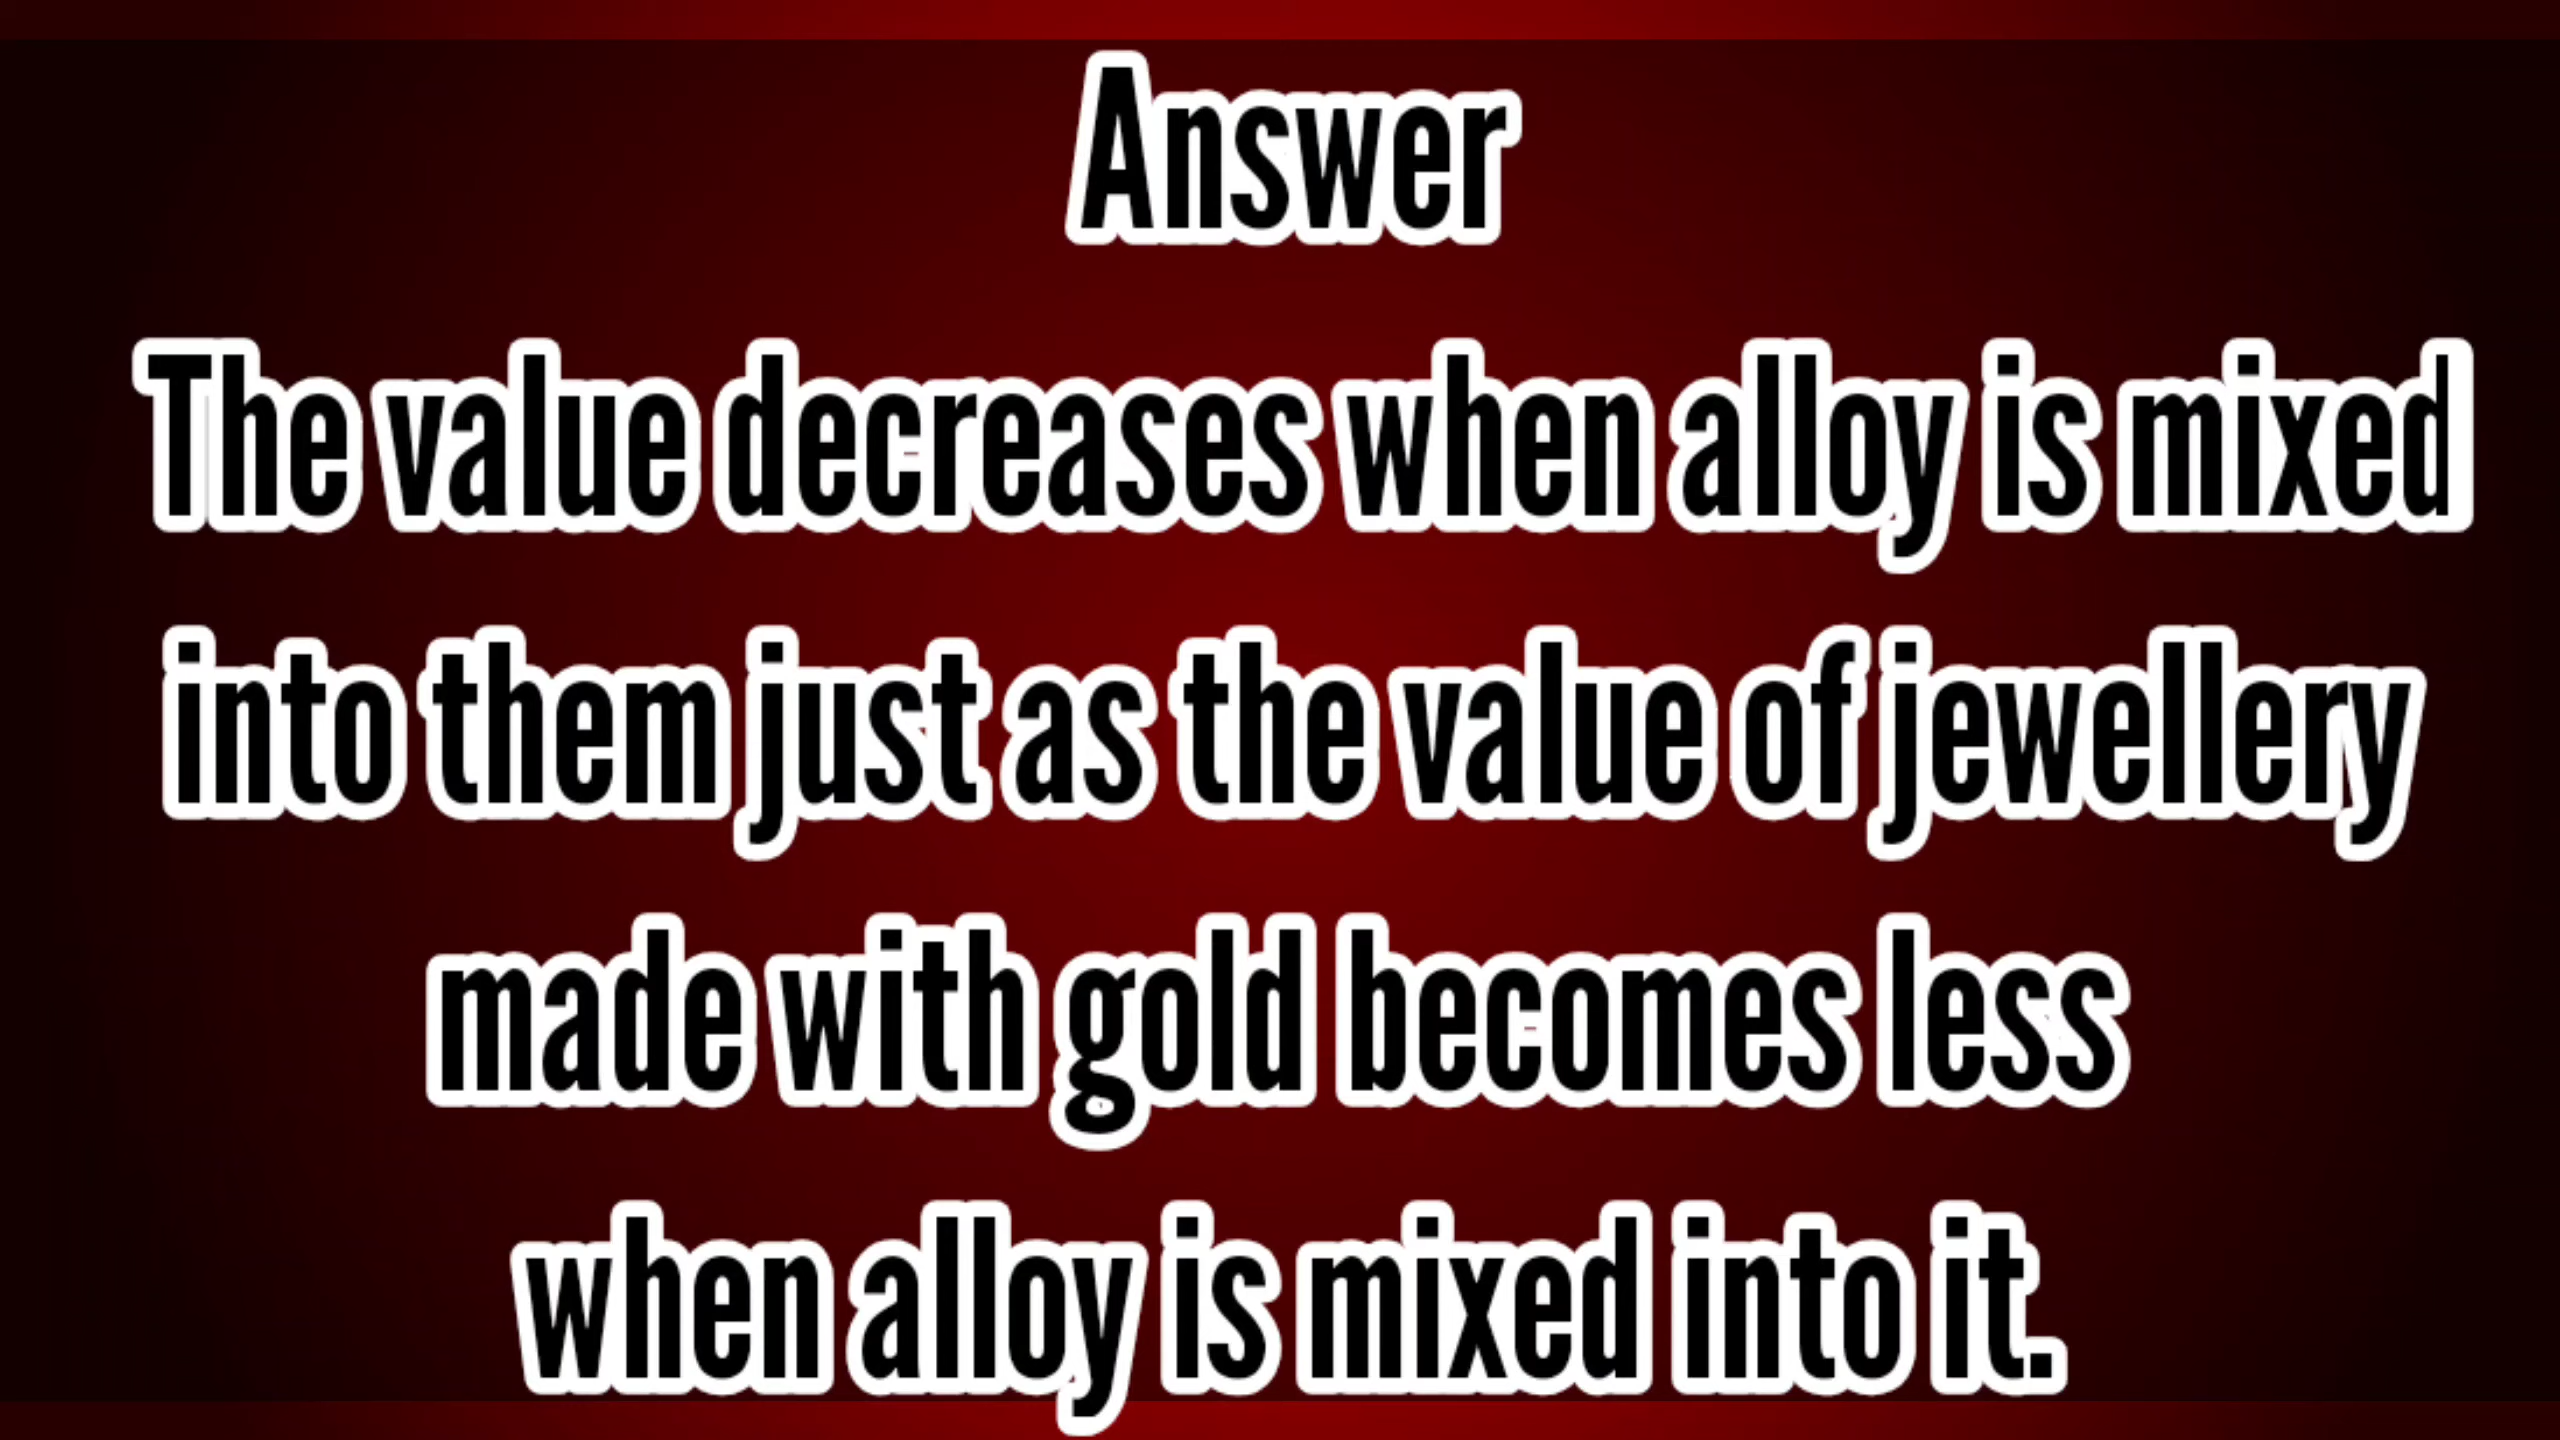 Answer
The value decreases when alloy is mixed
into them just as the value of jewellery
made with gold becomes less
when alloy is mixed into it.